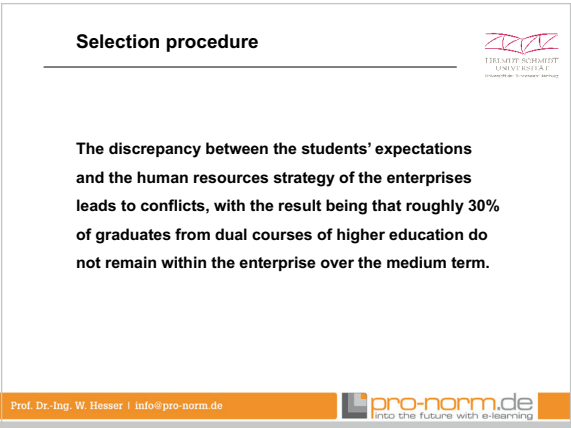 Selection procedure
HELMUT SCHMIDT
UNIVERSITÄT
The discrepancy between the students’ expectations
and the human resources strategy of the enterprises
leads to conflicts, with the result being that roughly 30%
of graduates from dual courses of higher education do
not remain within the enterprise over the medium term.
Prof. Dr.-Ing. W. Hesser | info@pro-norm.de
pro-norm.de
into the future with e-learning